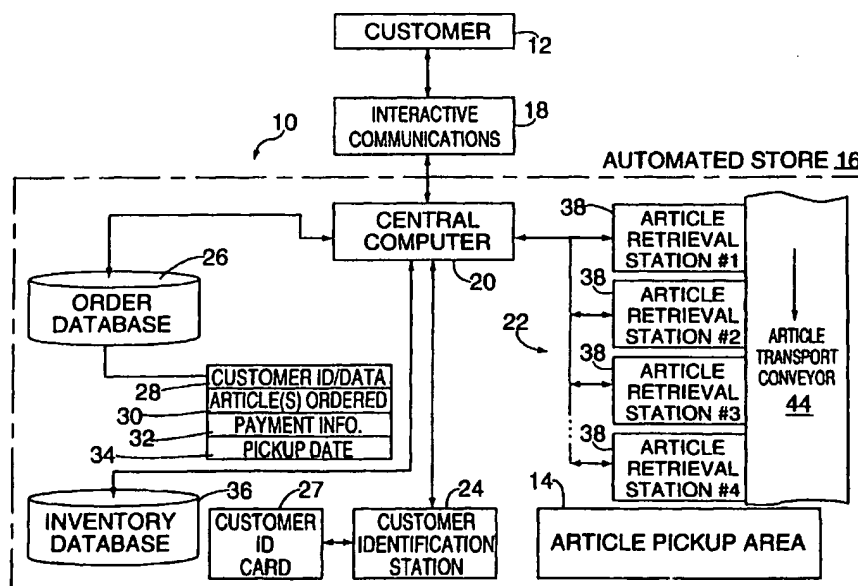 CUSTOMER
12
INTERACTIVE
COMMUNICATIONS
18
10
AUTOMATED STORE 16
CENTRAL
COMPUTER
20
26
ORDER
DATABASE
38
ARTICLE
RETRIEVAL
STATION #1
38
ARTICLE
RETRIEVAL
STATION #2
22
38
ARTICLE
RETRIEVAL
STATION #3
38
ARTICLE
RETRIEVAL
STATION #4
ARTICLE
TRANSPORT
CONVEYOR
44
CUSTOMER ID/DATA
28
ARTICLE(S) ORDERED
30
PAYMENT INFO.
32
PICKUP DATE
34
36
INVENTORY
DATABASE
27
CUSTOMER
ID
CARD
24
CUSTOMER
IDENTIFICATION
STATION
14
ARTICLE PICKUP AREA